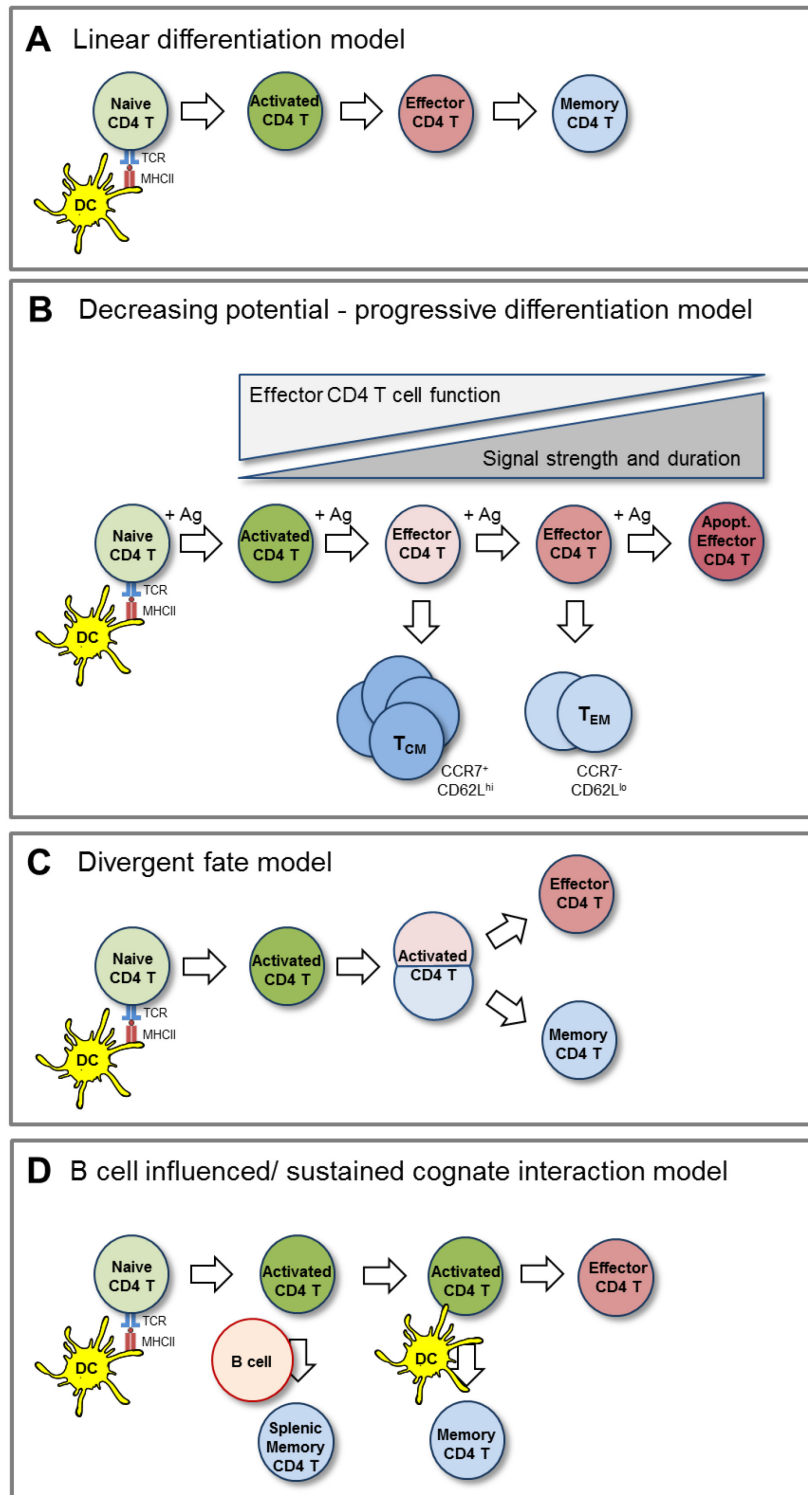 A Linear differentiation model
Naive
CD4 T
Activated
CD4 T
Effector
CD4 T
Memory
CD4 T
TCR
MHCII
DC
B Decreasing potential - progressive differentiation model
Effector CD4 T cell function
Signal strength and duration
+ Ag
+ Ag
+ Ag
+ Ag
Naive
CD4 T
Activated
CD4 T
Effector
CD4 T
Effector
CD4 T
Apopt.
Effector
CD4 T
TCR
MHCII
DC
TCM
CCR7+
CD62Lhi
TEM
CCR7-
CD62Llo
C Divergent fate model
Naive
CD4 T
Activated
CD4 T
Activated
CD4 T
Effector
CD4 T
Memory
CD4 T
TCR
MHCII
DC
D B cell influenced/ sustained cognate interaction model
Naive
CD4 T
Activated
CD4 T
Activated
CD4 T
Effector
CD4 T
TCR
MHCII
DC
B cell
DC
Splenic
Memory
CD4 T
Memory
CD4 T